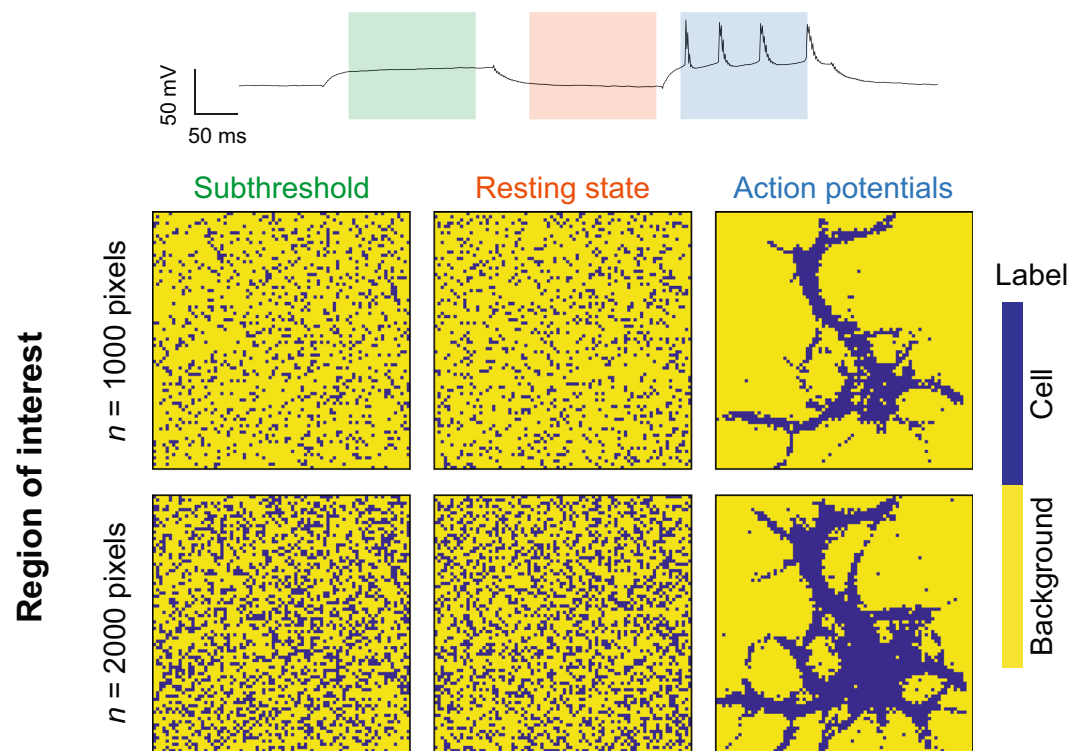 50 mV
50 ms
Subthreshold
Resting state
Action potentials
Region of interest
n = 1000 pixels
n = 2000 pixels
Label
Cell
Background